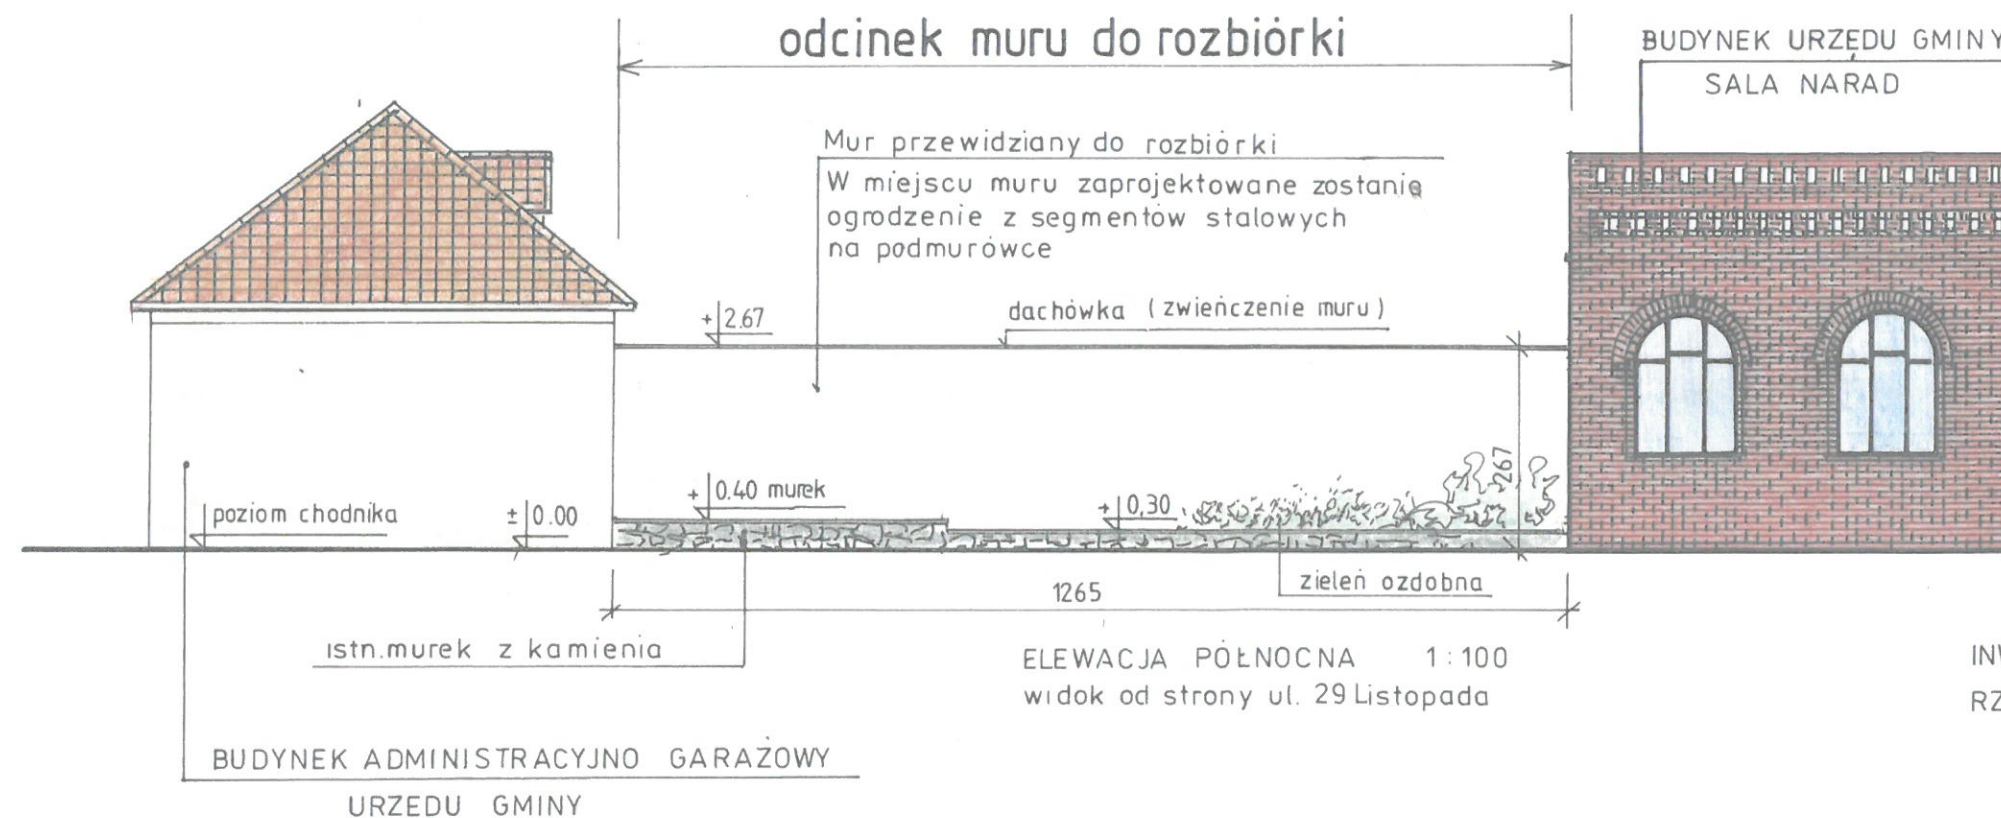 odcinek muru do rozbiórki
BUDYNEK URZĘDU GMINY
SALA NARAD
Mur przewidziany do rozbiórki
W miejscu muru zaprojektowane zostanie
ogrodzenie z segmentów stalowych
na podmurówce
dachówka (zwieńczenie muru)
+2.67
267
+0.40 murek
+0,30
poziom chodnika
±0.00
zieleń ozdobna
1265
istn.murek z kamienia
ELEWACJA PÓŁNOCNA 1:100
widok od strony ul. 29 Listopada
BUDYNEK ADMINISTRACYJNO GARAŻOWY
URZEDU GMINY